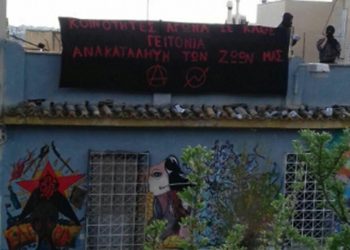 ΚΟΙΝΟΤΗΤΕΣ ΑΓΩΝΑ ΣΕ ΚΑΘΕ
ΓΕΙΤΟΝΙΑ
ΑΝΑΚΑΤΑΛΗΨΗ ΤΩΝ ΖΩΩΝ ΜΑΣ